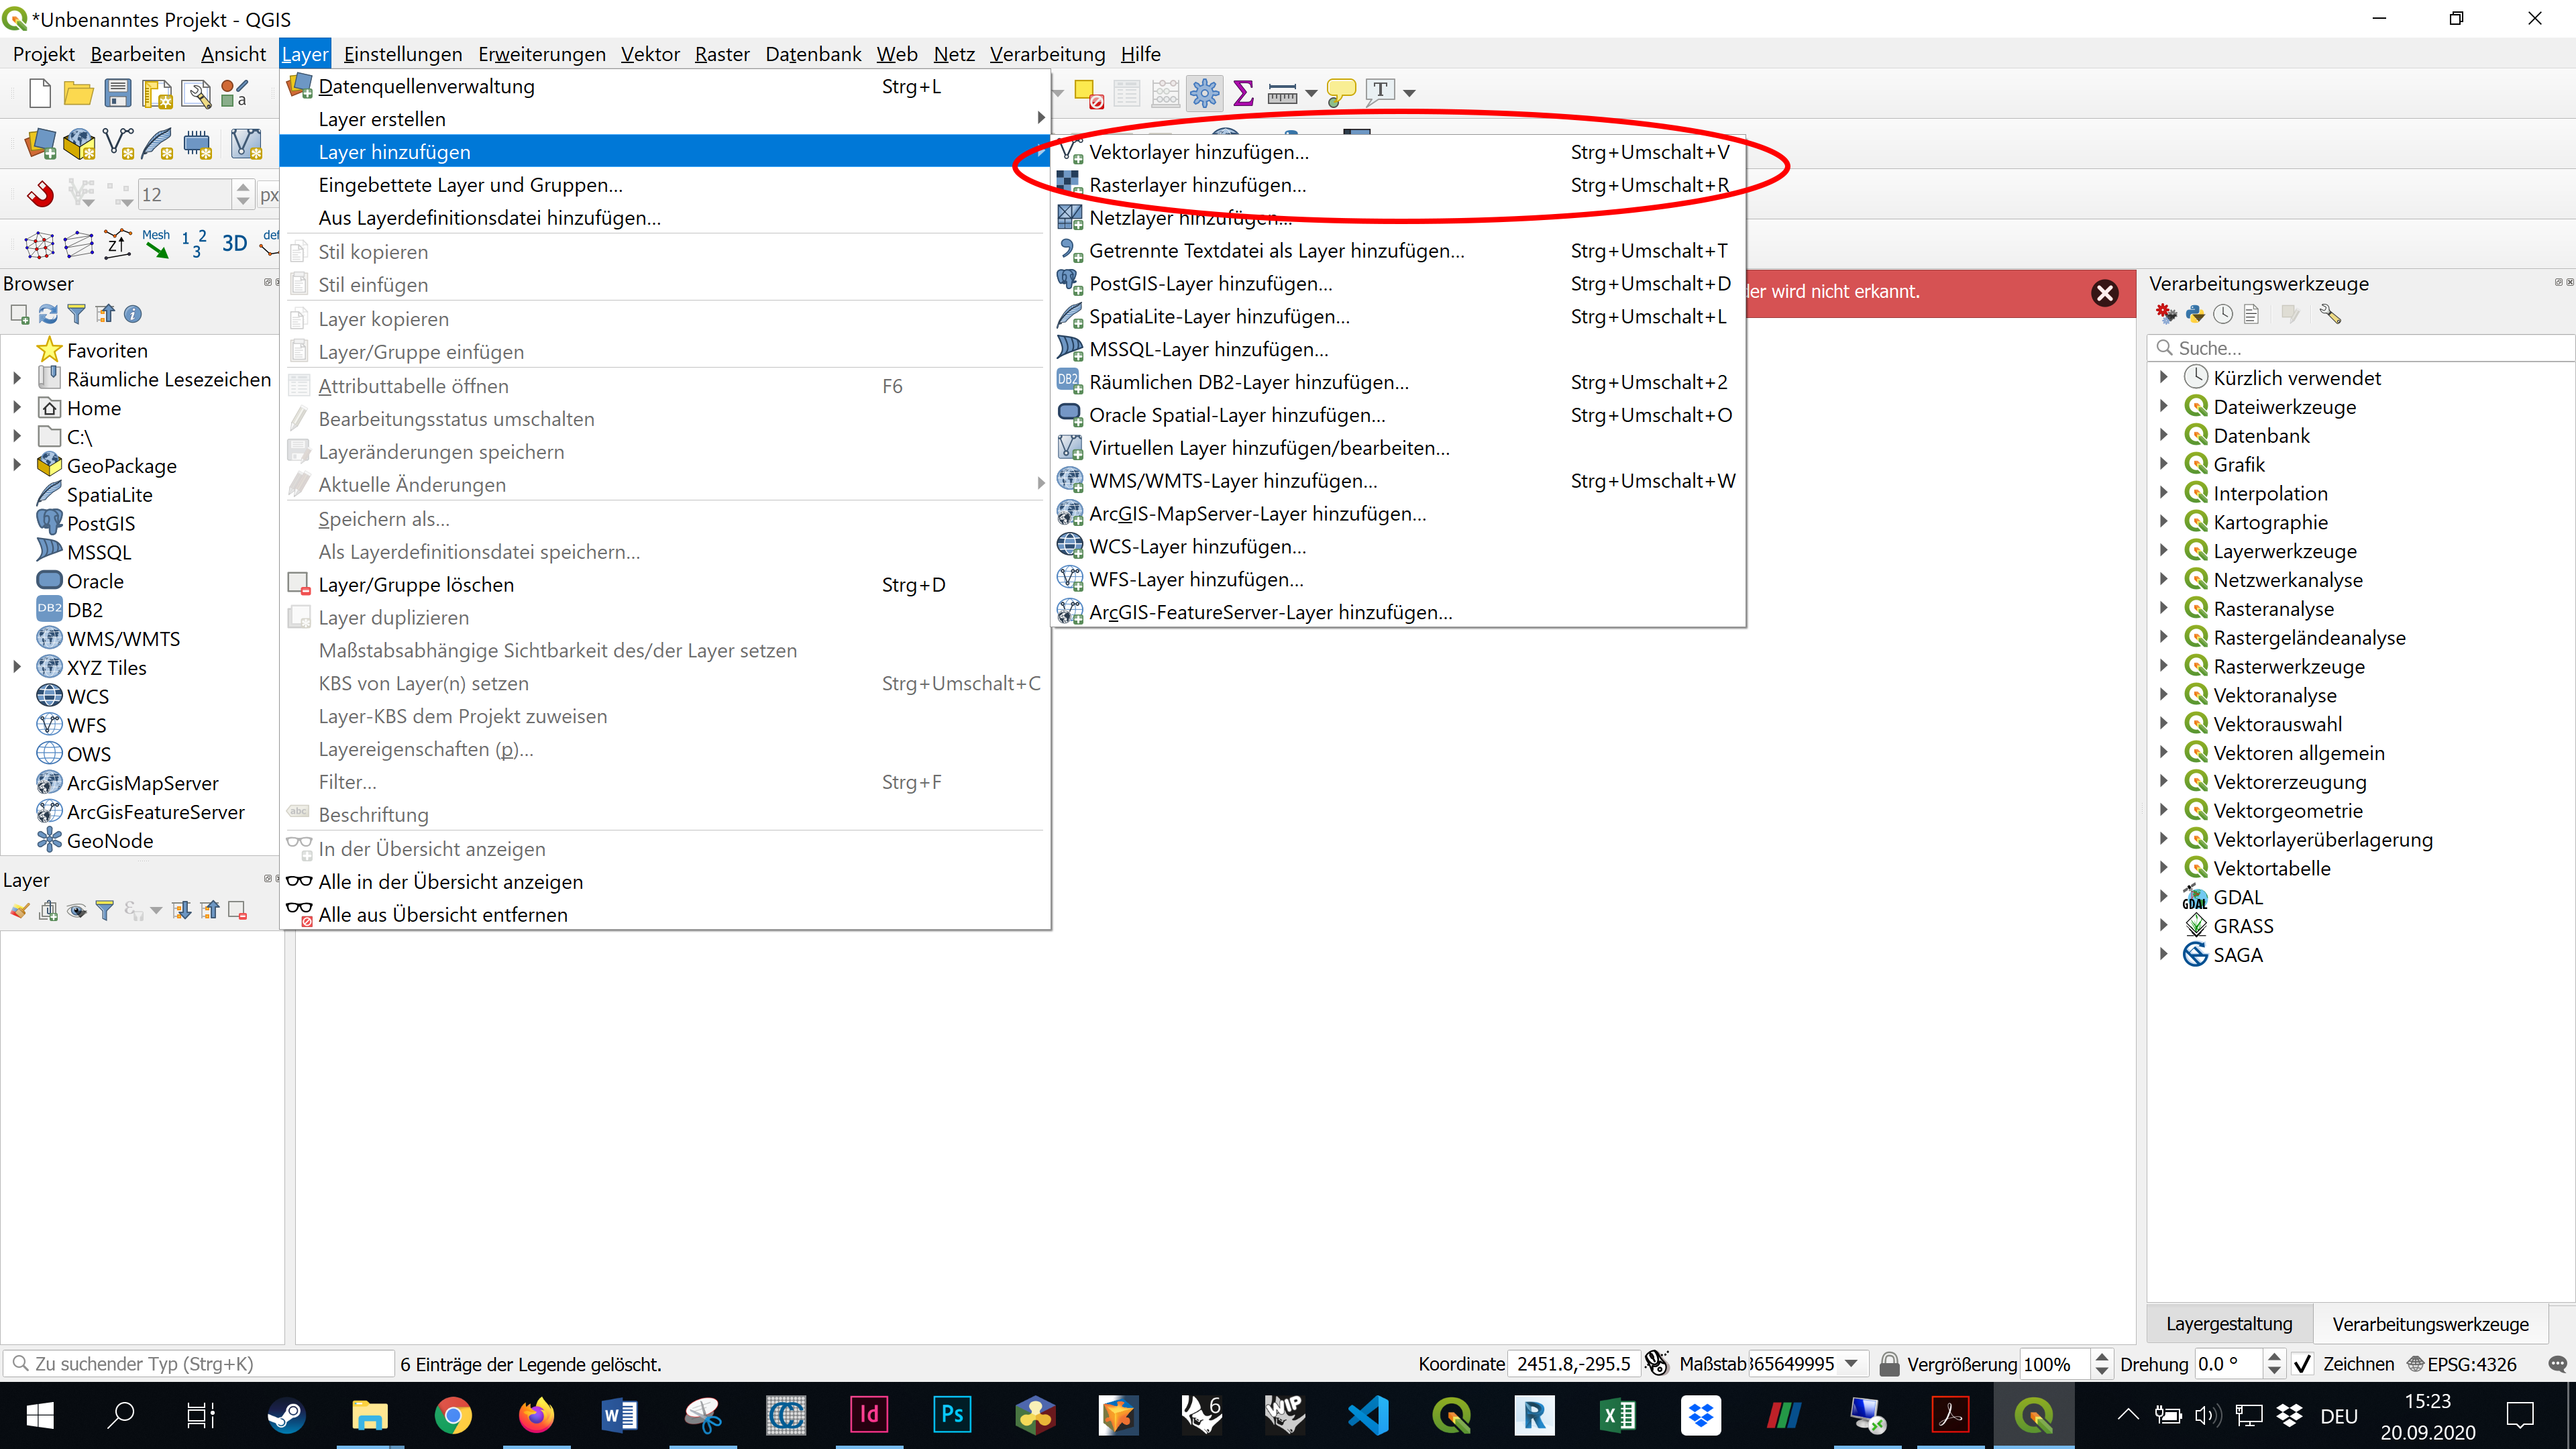 *Unbenanntes Projekt - QGIS
Projekt Bearbeiten Ansicht Layer Einstellungen Erweiterungen Vektor Raster Datenbank Web Netz Verarbeitung Hilfe
Datenquellenverwaltung Strg+L
Layer erstellen
Layer hinzufügen
Eingebettete Layer und Gruppen...
Aus Layerdefinitionsdatei hinzufügen...
Stil kopieren
Stil einfügen
Layer kopieren
Layer/Gruppe einfügen
Attributtabelle öffnen F6
Bearbeitungsstatus umschalten
Layeränderungen speichern
Aktuelle Änderungen
Speichern als...
Als Layerdefinitionsdatei speichern...
Layer/Gruppe löschen Strg+D
Layer duplizieren
Maßstabsabhängige Sichtbarkeit des/der Layer setzen
KBS von Layer(n) setzen Strg+Umschalt+C
Layer-KBS dem Projekt zuweisen
Layereigenschaften (p)...
Filter... Strg+F
abc Beschriftung
In der Übersicht anzeigen
Alle in der Übersicht anzeigen
Alle aus Übersicht entfernen
Vektorlayer hinzufügen... Strg+Umschalt+V
Rasterlayer hinzufügen... Strg+Umschalt+R
Netzlayer hinzufügen...
Getrennte Textdatei als Layer hinzufügen... Strg+Umschalt+T
PostGIS-Layer hinzufügen... Strg+Umschalt+D
SpatiaLite-Layer hinzufügen... Strg+Umschalt+L
MSSQL-Layer hinzufügen...
DB2 Räumlichen DB2-Layer hinzufügen... Strg+Umschalt+2
Oracle Spatial-Layer hinzufügen... Strg+Umschalt+O
Virtuellen Layer hinzufügen/bearbeiten...
WMS/WMTS-Layer hinzufügen... Strg+Umschalt+W
ArcGIS-MapServer-Layer hinzufügen...
WCS-Layer hinzufügen...
WFS-Layer hinzufügen...
ArcGIS-FeatureServer-Layer hinzufügen...
a
T
12 px
Mesh
1 2 3
3D
def
Browser
Favoriten
Räumliche Lesezeichen
Home
C:\
GeoPackage
SpatiaLite
PostGIS
MSSQL
Oracle
DB2 DB2
WMS/WMTS
XYZ Tiles
WCS
WFS
OWS
ArcGisMapServer
ArcGisFeatureServer
GeoNode
Layer
der wird nicht erkannt.
Verarbeitungswerkzeuge
Suche...
Kürzlich verwendet
Dateiwerkzeuge
Datenbank
Grafik
Interpolation
Kartographie
Layerwerkzeuge
Netzwerkanalyse
Rasteranalyse
Rastergeländeanalyse
Rasterwerkzeuge
Vektoranalyse
Vektorauswahl
Vektoren allgemein
Vektorerzeugung
Vektorgeometrie
Vektorlayerüberlagerung
Vektortabelle
GDAL GDAL
GRASS
SAGA
Layergestaltung Verarbeitungswerkzeuge
Zu suchender Typ (Strg+K) 6 Einträge der Legende gelöscht. Koordinate 2451.8,-295.5 Maßstab 365649995 Vergrößerung 100% Drehung 0.0 ° Zeichnen EPSG:4326
W Id Ps 6 WIP R X DEU
15:23
20.09.2020